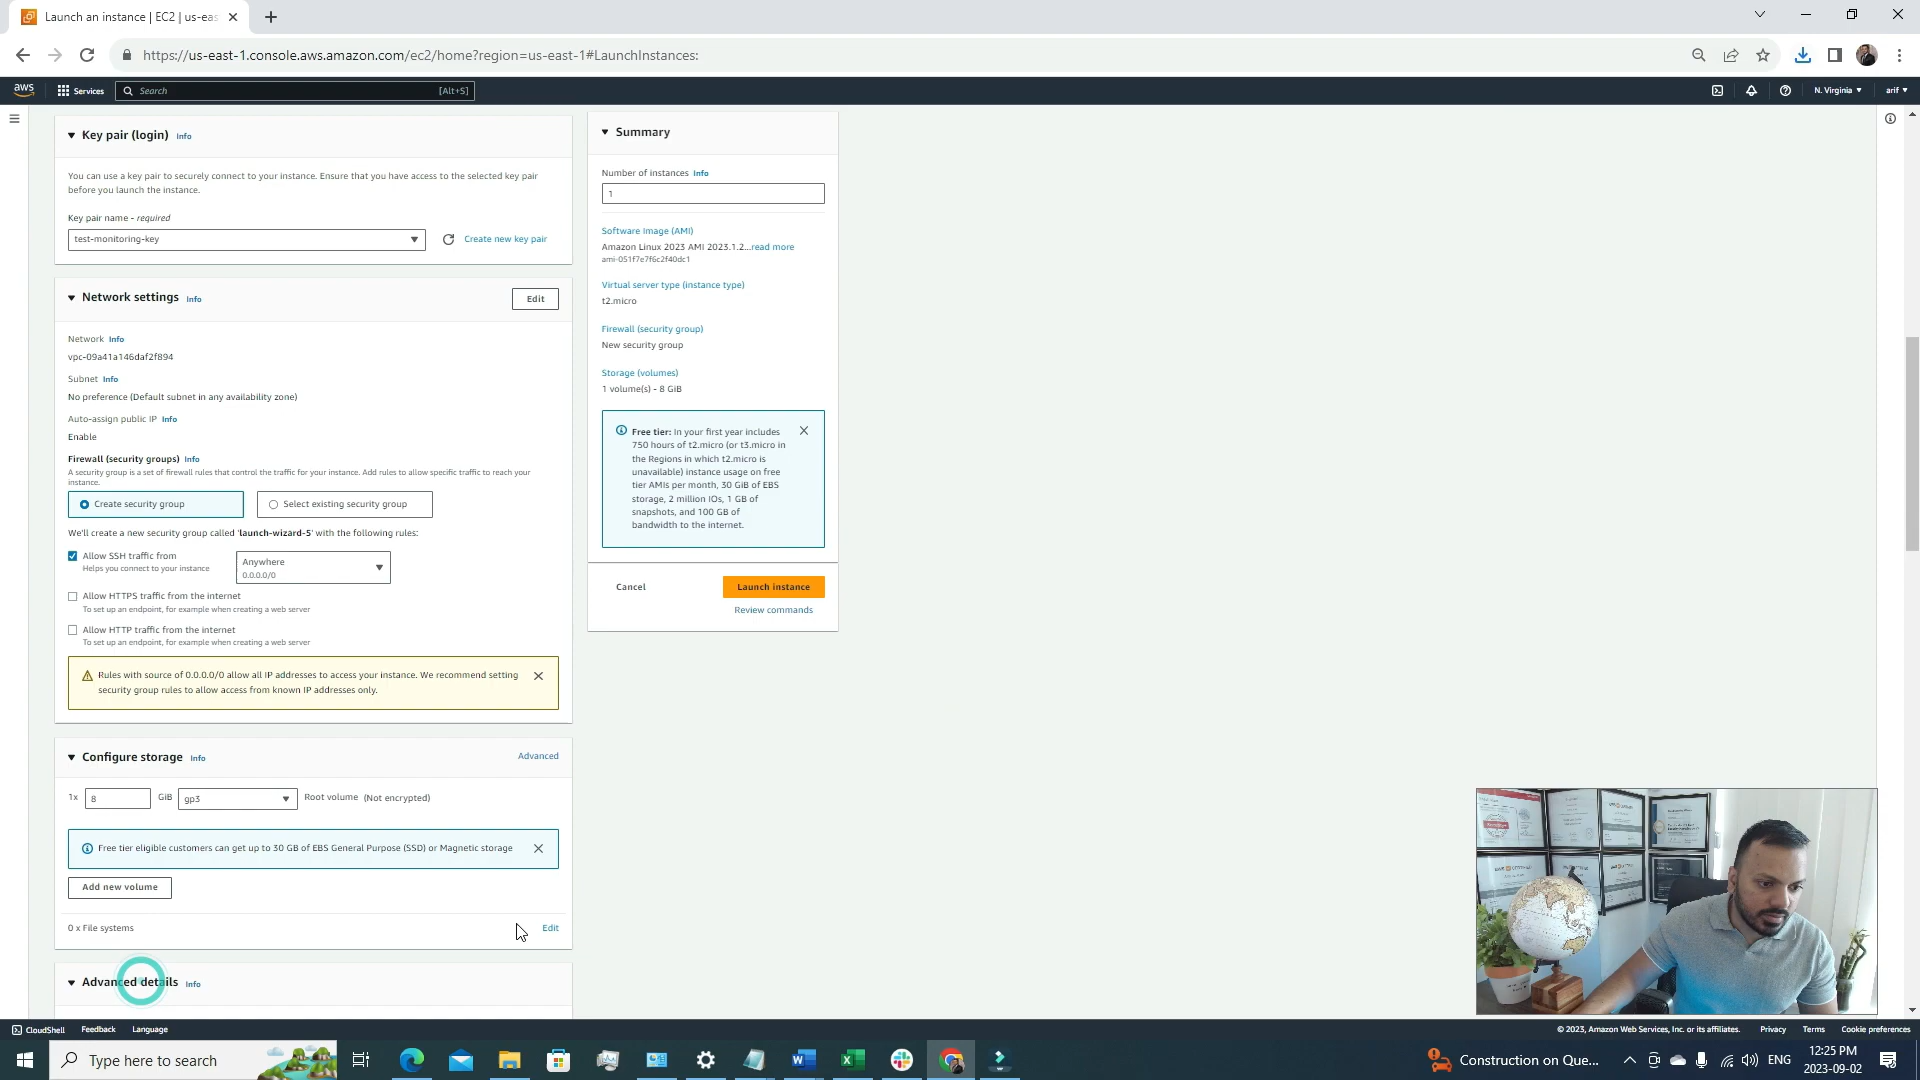 Launch an instance | EC2 | us-eas
https://us-east-1.console.aws.amazon.com/ec2/home?region=us-east-1#LaunchInstances:
aws
Services
Search
[Alt+S]
N. Virginia
arif
Key pair (login) Info
You can use a key pair to securely connect to your instance. Ensure that you have access to the selected key pair
before you launch the instance.
Key pair name - required
test-monitoring-key
Create new key pair
Network settings Info
Edit
Network Info
vpc-09a41a146daf2f894
Subnet Info
No preference (Default subnet in any availability zone)
Auto-assign public IP Info
Enable
Firewall (security groups) Info
A security group is a set of firewall rules that control the traffic for your instance. Add rules to allow specific traffic to reach your
instance.
Create security group
Select existing security group
We'll create a new security group called 'launch-wizard-5' with the following rules:
Allow SSH traffic from
Helps you connect to your instance
Anywhere
0.0.0.0/0
Allow HTTPS traffic from the internet
To set up an endpoint, for example when creating a web server
Allow HTTP traffic from the internet
To set up an endpoint, for example when creating a web server
Rules with source of 0.0.0.0/0 allow all IP addresses to access your instance. We recommend setting
security group rules to allow access from known IP addresses only.
Configure storage Info
Advanced
1x
8
GiB
gp3
Root volume (Not encrypted)
Free tier eligible customers can get up to 30 GB of EBS General Purpose (SSD) or Magnetic storage
Add new volume
0 x File systems
Edit
Advanced details Info
Summary
Number of instances Info
1
Software Image (AMI)
Amazon Linux 2023 AMI 2023.1.2...read more
ami-051f7e7f6c2f40dc1
Virtual server type (instance type)
t2.micro
Firewall (security group)
New security group
Storage (volumes)
1 volume(s) - 8 GiB
Free tier: In your first year includes
750 hours of t2.micro (or t3.micro in
the Regions in which t2.micro is
unavailable) instance usage on free
tier AMIs per month, 30 GiB of EBS
storage, 2 million IOs, 1 GB of
snapshots, and 100 GB of
bandwidth to the internet.
Cancel
Launch instance
Review commands
CloudShell
Feedback
Language
© 2023, Amazon Web Services, Inc. or its affiliates.
Privacy
Terms
Cookie preferences
Type here to search
Construction on Que...
ENG
12:25 PM
2023-09-02